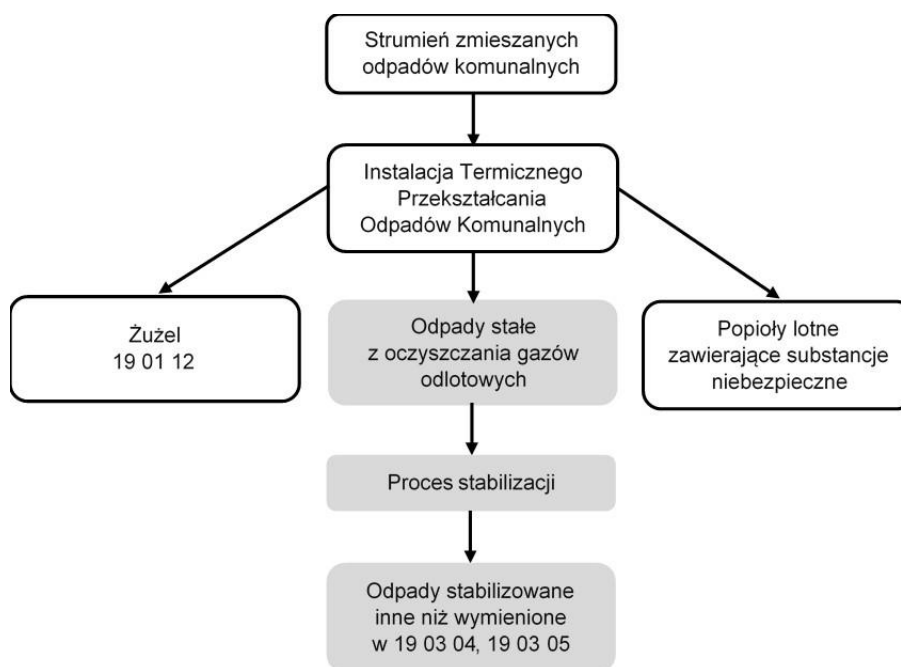 Strumień zmieszanych
odpadów komunalnych
Instalacja Termicznego
Przekształcania
Odpadów Komunalnych
Żużel
19 01 12
Odpady stałe
z oczyszczania gazów
odlotowych
Popioły lotne
zawierające substancje
niebezpieczne
Proces stabilizacji
Odpady stabilizowane
inne niż wymienione
w 19 03 04, 19 03 05